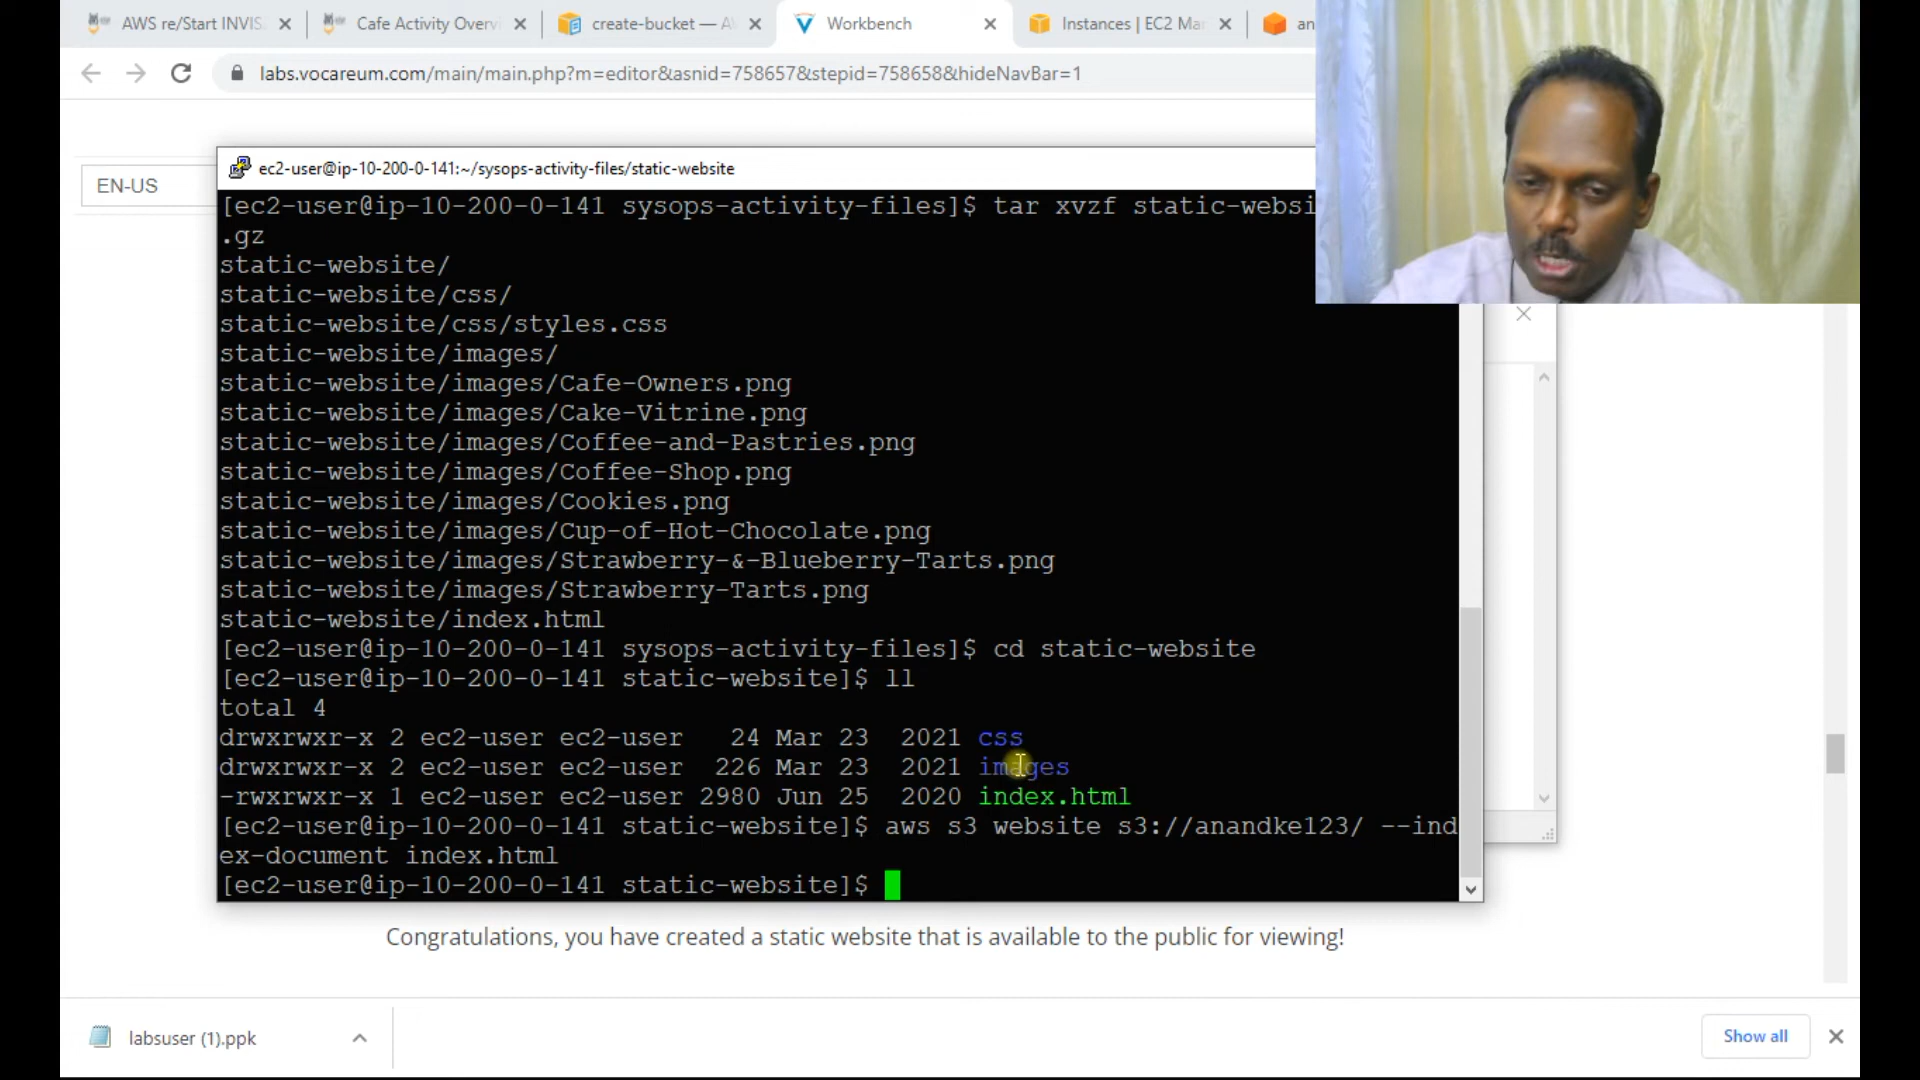 AWS re/Start INVIS
Cafe Activity Overvi
create-bucket — AW
Workbench
Instances | EC2 Man
an
labs.vocareum.com/main/main.php?m=editor&asnid=758657&stepid=758658&hideNavBar=1
EN-US
ec2-user@ip-10-200-0-141:~/sysops-activity-files/static-website
[ec2-user@ip-10-200-0-141 sysops-activity-files]$ tar xvzf static-websi
.gz
static-website/
static-website/css/
static-website/css/styles.css
static-website/images/
static-website/images/Cafe-Owners.png
static-website/images/Cake-Vitrine.png
static-website/images/Coffee-and-Pastries.png
static-website/images/Coffee-Shop.png
static-website/images/Cookies.png
static-website/images/Cup-of-Hot-Chocolate.png
static-website/images/Strawberry-&-Blueberry-Tarts.png
static-website/images/Strawberry-Tarts.png
static-website/index.html
[ec2-user@ip-10-200-0-141 sysops-activity-files]$ cd static-website
[ec2-user@ip-10-200-0-141 static-website]$ ll
total 4
drwxrwxr-x 2 ec2-user ec2-user   24 Mar 23  2021 css
drwxrwxr-x 2 ec2-user ec2-user  226 Mar 23  2021 images
-rwxrwxr-x 1 ec2-user ec2-user 2980 Jun 25  2020 index.html
[ec2-user@ip-10-200-0-141 static-website]$ aws s3 website s3://anandke123/ --ind
ex-document index.html
[ec2-user@ip-10-200-0-141 static-website]$
Congratulations, you have created a static website that is available to the public for viewing!
labsuser (1).ppk
Show all